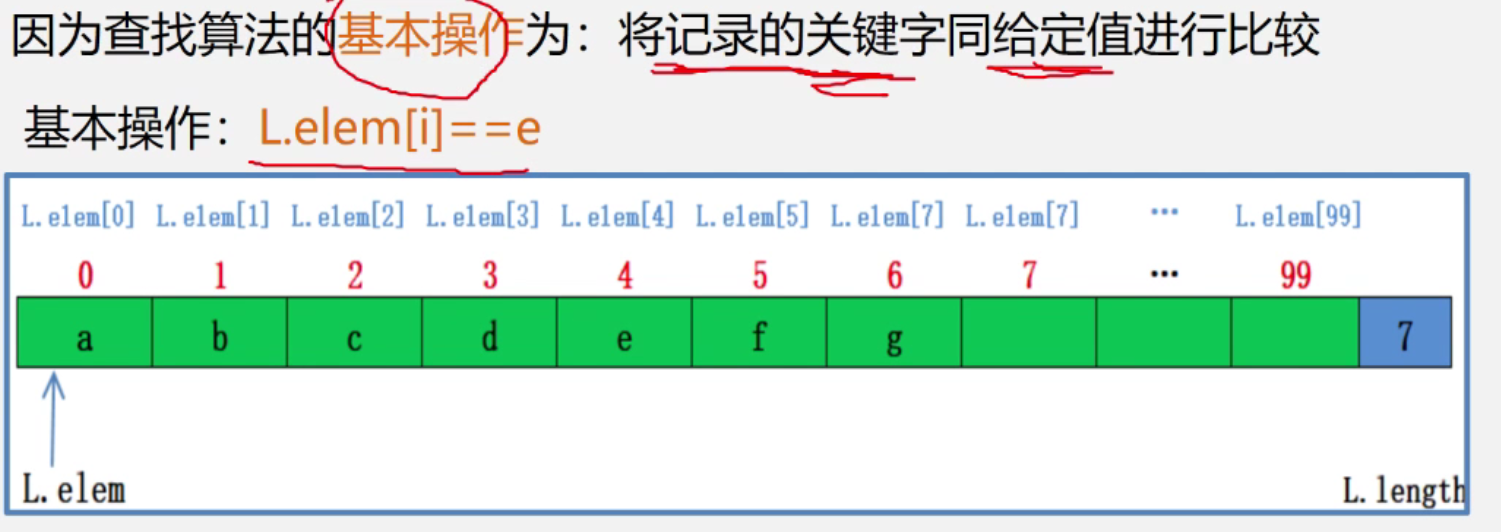 因为查找算法的基本操作为：将记录的关键字同给定值进行比较
基本操作：L.elem[i]==e
L.elem[0] L.elem[1] L.elem[2] L.elem[3] L.elem[4] L.elem[5] L.elem[7] L.elem[7] ... L.elem[99]
0 1 2 3 4 5 6 7 ... 99
a b c d e f g 7
L.elem L.length